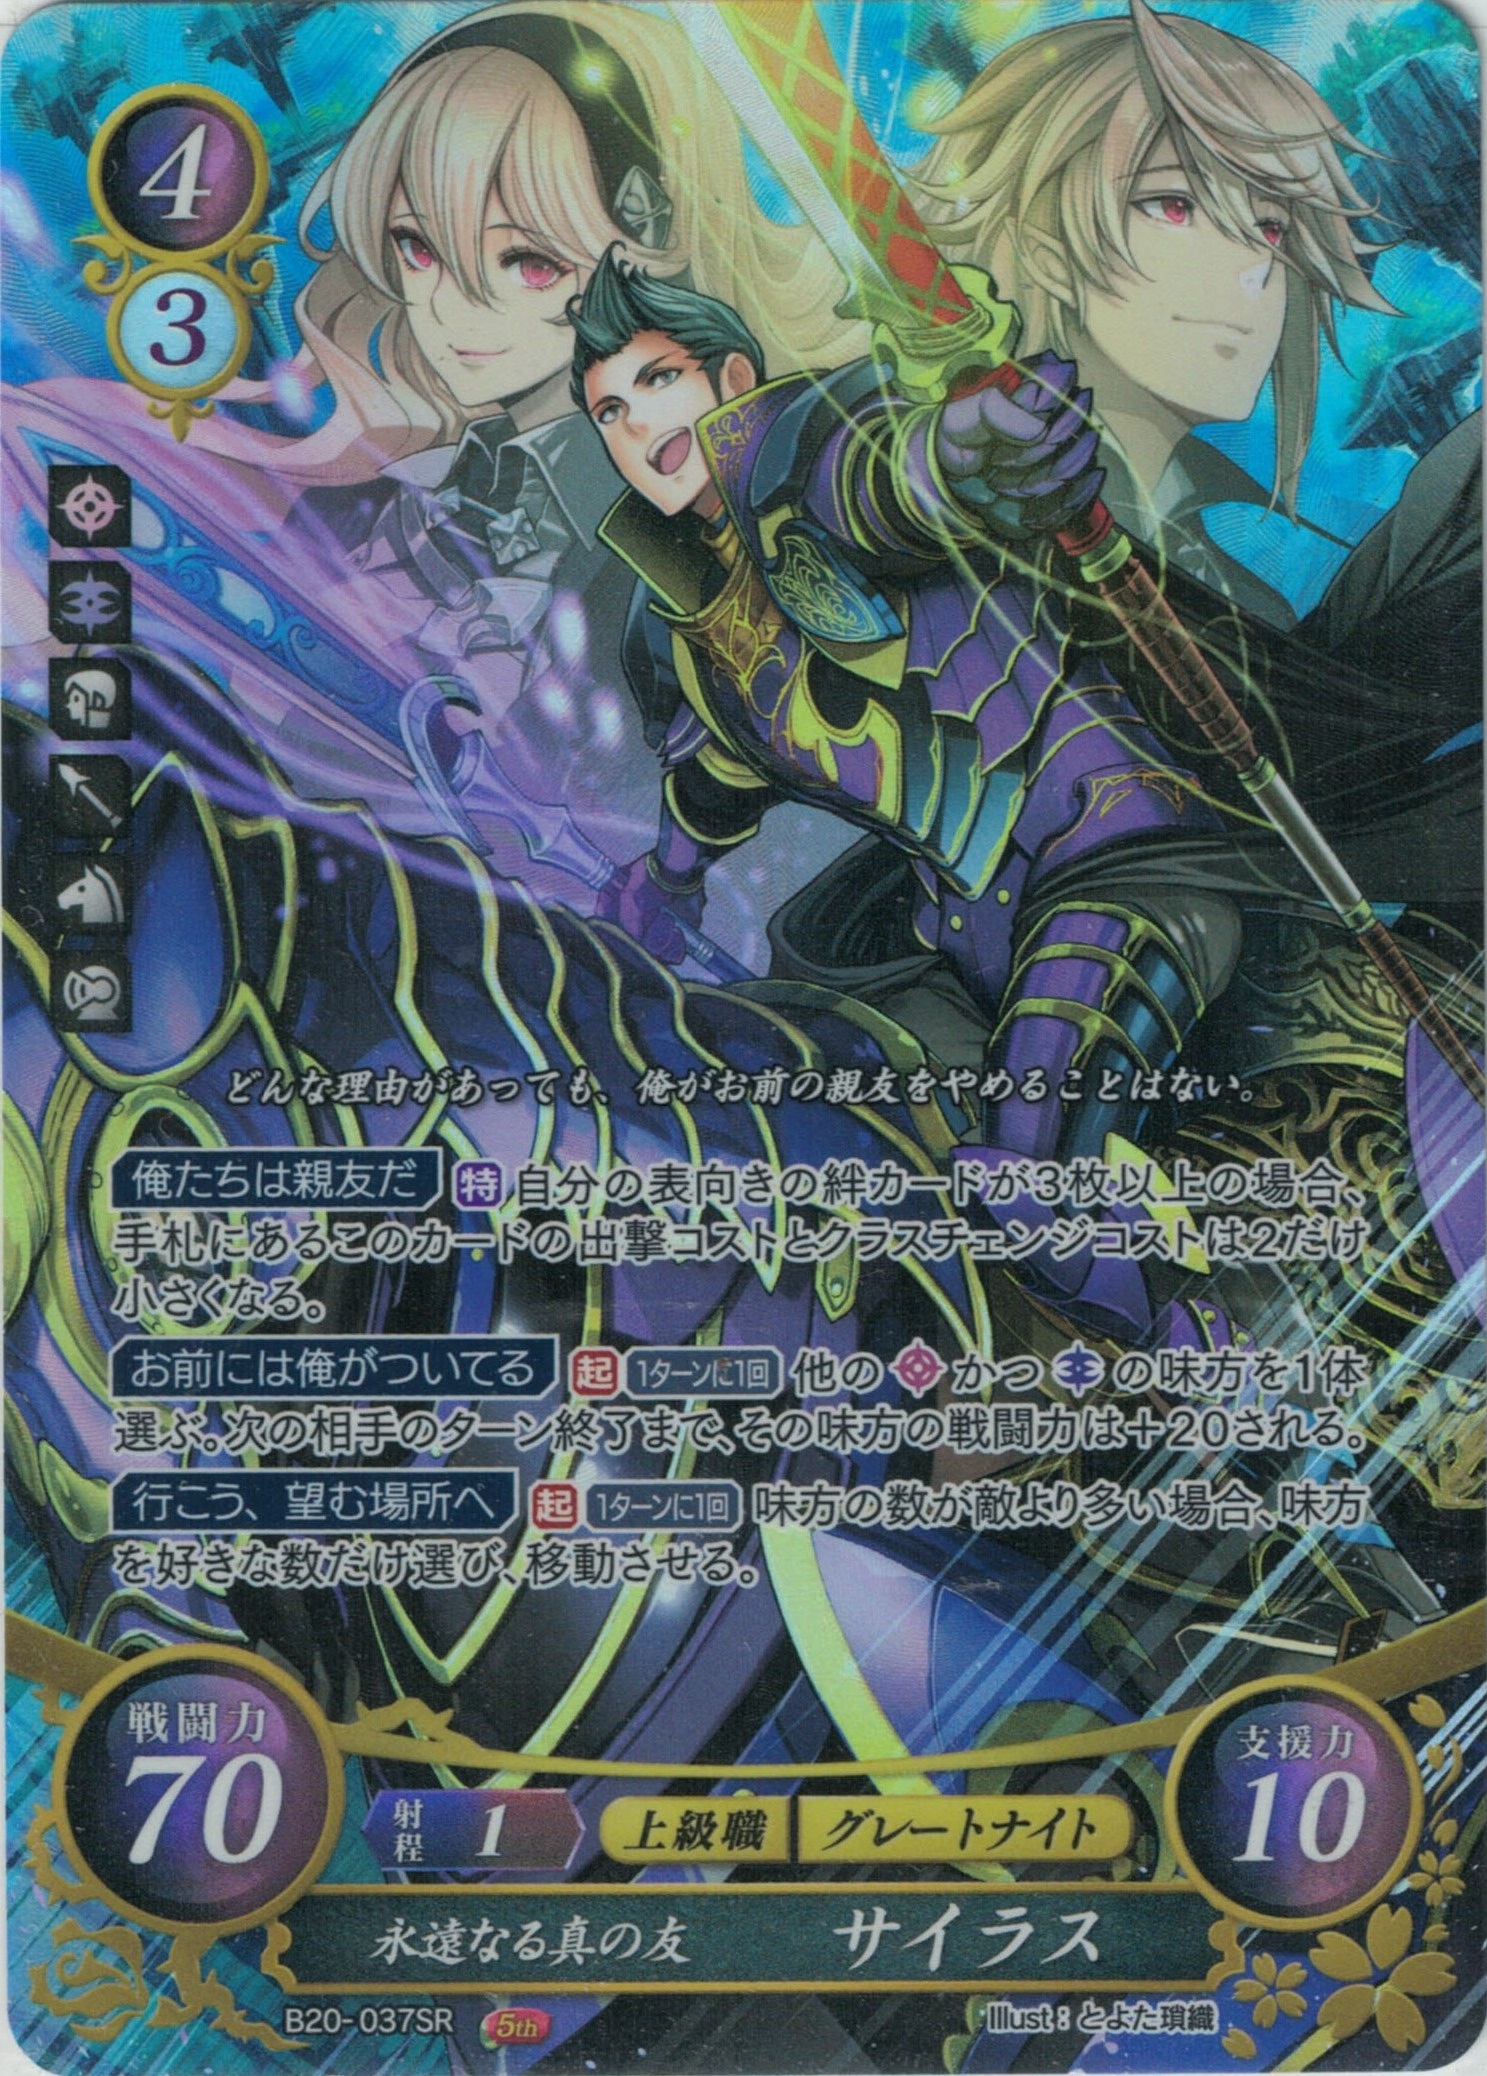 4
3
どんな理由があっても、俺がお前の親友をやめることはない。
俺たちは親友だ 特 自分の表向きの絆カードが3枚以上の場合、
手札にあるこのカードの出撃コストとクラスチェンジコストは2だけ
小さくなる。
お前には俺がついてる 起 1ターンに1回 他の かつ の味方を1体
選ぶ。次の相手のターン終了まで、その味方の戦闘力は+20される。
行こう、望む場所へ 起 1ターンに1回 味方の数が敵より多い場合、味方
を好きな数だけ選び、移動させる。
戦闘力
70
射程 1
上級職 グレートナイト
支援力
10
永遠なる真の友 サイラス
B20-037SR 5th Illust:とよた瑣織